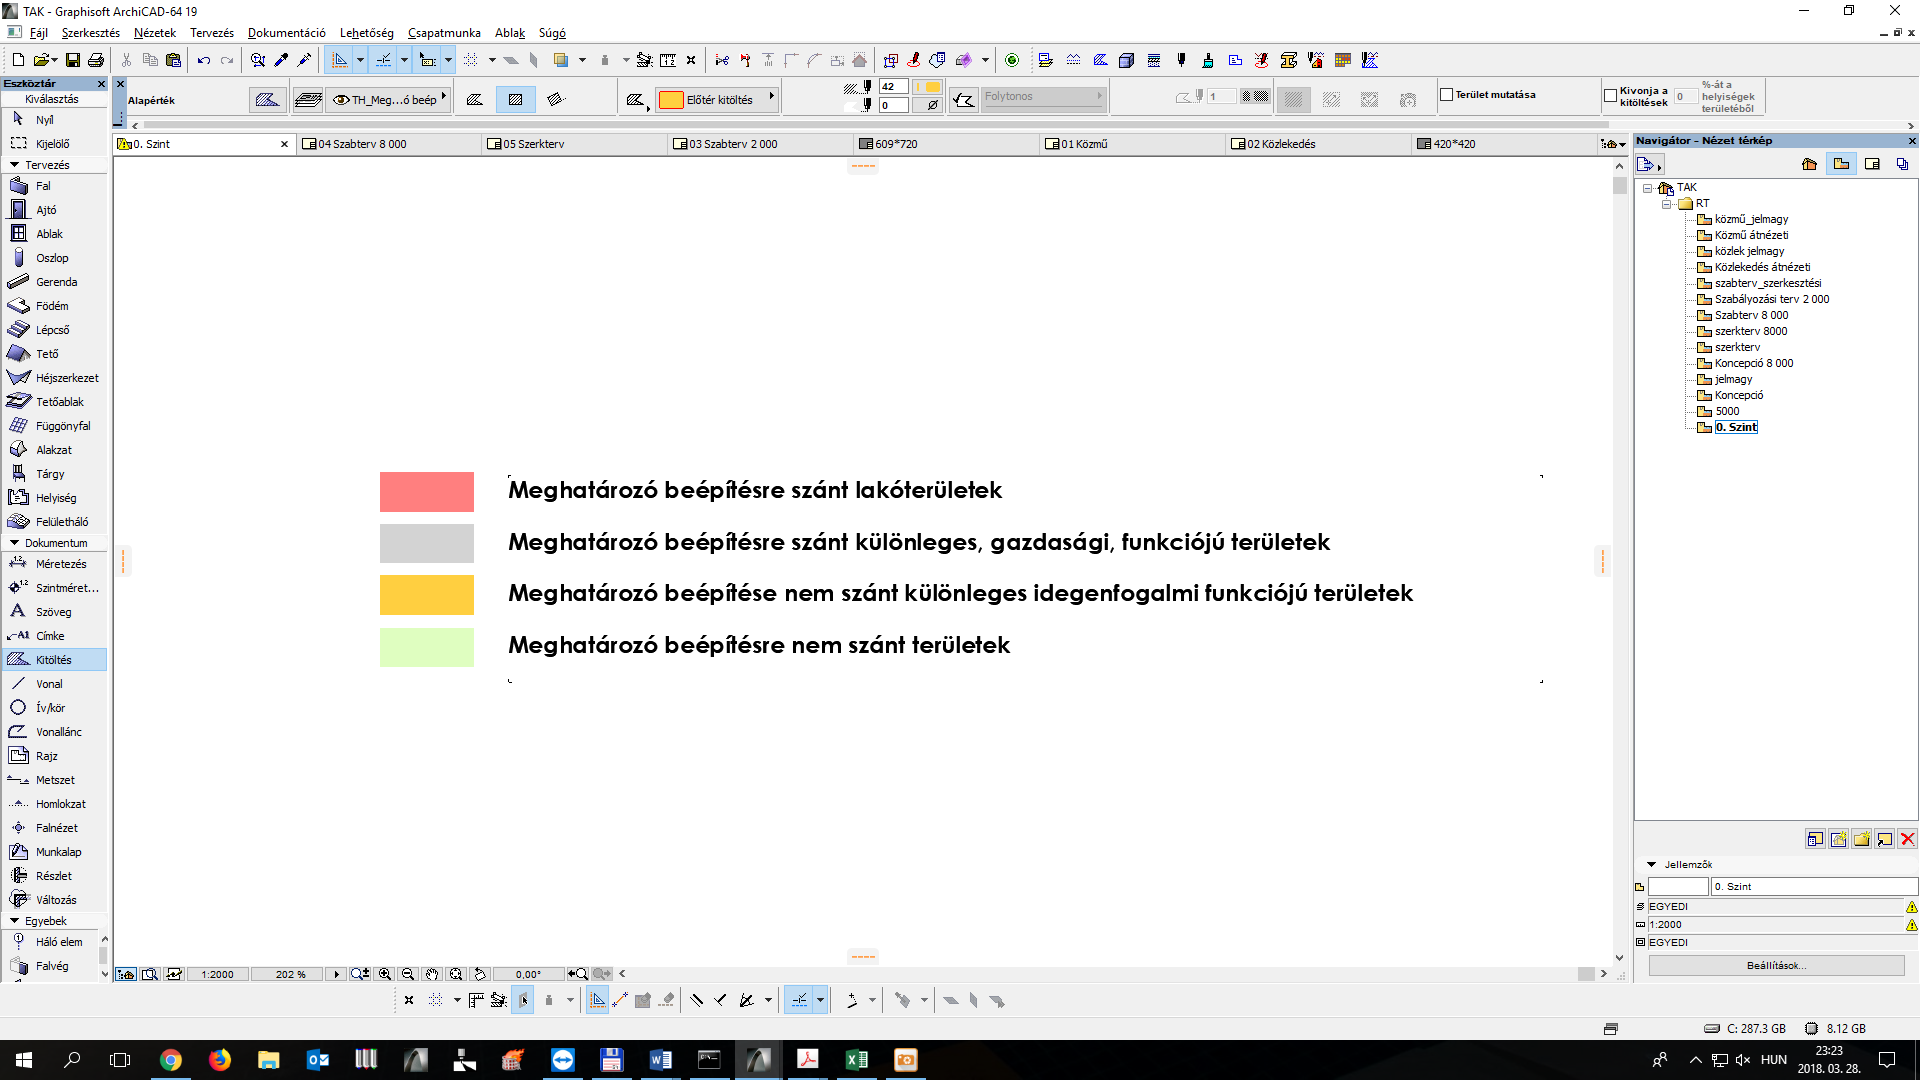 TAK - Graphisoft ArchiCAD-64 19
Fájl Szerkesztés Nézetek Tervezés Dokumentáció Lehetőség Csapatmunka Ablak Súgó
Eszköztár
Kiválasztás
Nyíl
Kijelölő
Tervezés
Fal
Ajtó
Ablak
Oszlop
Gerenda
Födém
Lépcső
Tető
Héjszerkezet
Tetőablak
Függönyfal
Alakzat
Tárgy
Helyiség
Felületháló
Dokumentum
Méretezés
Szintméret...
Szöveg
Címke
Kitöltés
Vonal
Ív/kör
Vonallánc
Rajz
Metszet
Homlokzat
Falnézet
Munkalap
Részlet
Változás
Egyebek
Háló elem
Falvég
Alapérték
TH_Meg...ó beép
Előtér kitöltés
42
0
Folytonos
1
Terület mutatása
Kivonja a kitöltések
0
%-át a helyiségek területéből
0. Szint
04 Szabterv 8 000
05 Szerkterv
03 Szabterv 2 000
609*720
01 Közmű
02 Közlekedés
420*420
Meghatározó beépítésre szánt lakóterületek
Meghatározó beépítésre szánt különleges, gazdasági, funkciójú területek
Meghatározó beépítése nem szánt különleges idegenfogalmi funkciójú területek
Meghatározó beépítésre nem szánt területek
Navigátor - Nézet térkép
TAK
RT
közmű_jelmagy
Közmű átnézeti
közlek jelmagy
Közlekedés átnézeti
szabterv_szerkesztési
Szabályozási terv 2 000
Szabterv 8 000
szerkterv 8000
szerkterv
Koncepció 8 000
jelmagy
Koncepció
5000
0. Szint
Jellemzők
0. Szint
EGYEDI
1:2000
EGYEDI
Beállítások...
1:2000
202 %
0,00°
C: 287.3 GB
8.12 GB
HUN
23:23
2018. 03. 28.